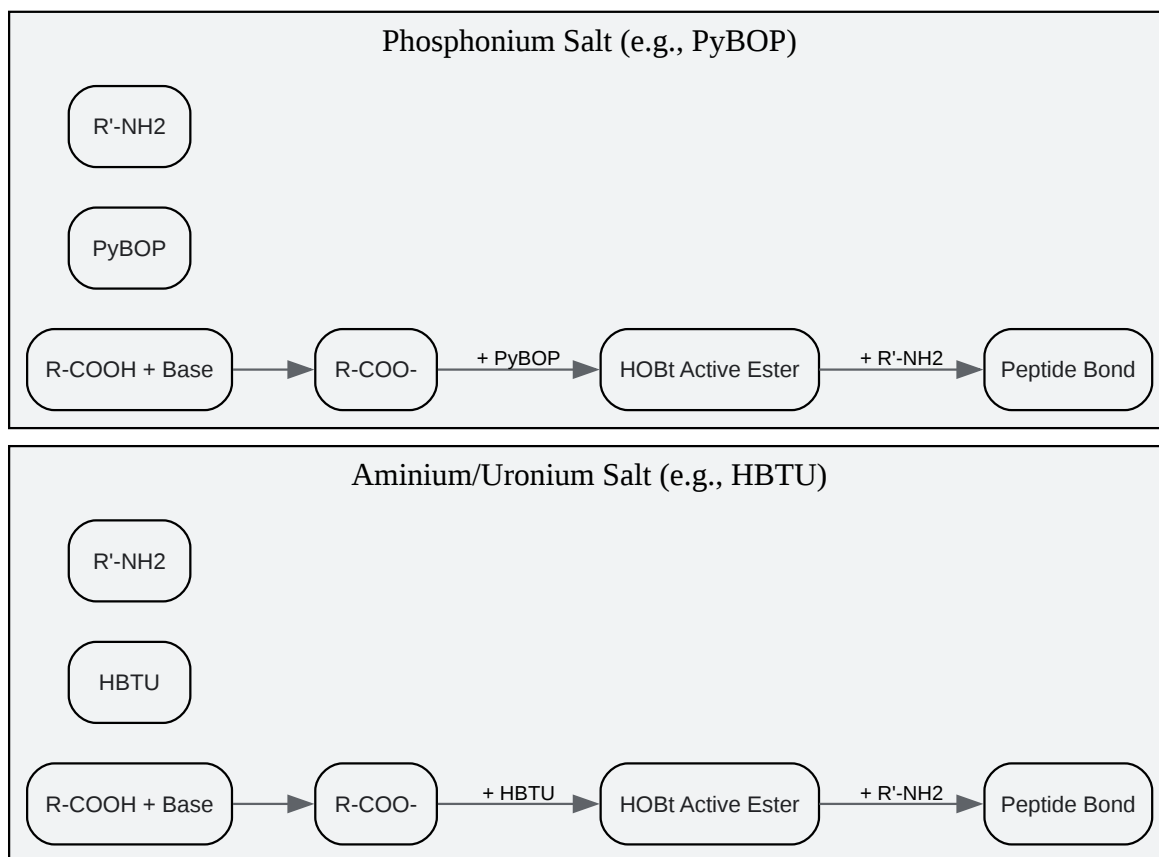 Phosphonium Salt (e.g., PyBOP)
R'-NH2
PyBOP
R-COOH + Base
R-COO-
+ PyBOP
HOBt Active Ester
+ R'-NH2
Peptide Bond
Aminium/Uronium Salt (e.g., HBTU)
R'-NH2
HBTU
R-COOH + Base
R-COO-
+ HBTU
HOBt Active Ester
+ R'-NH2
Peptide Bond